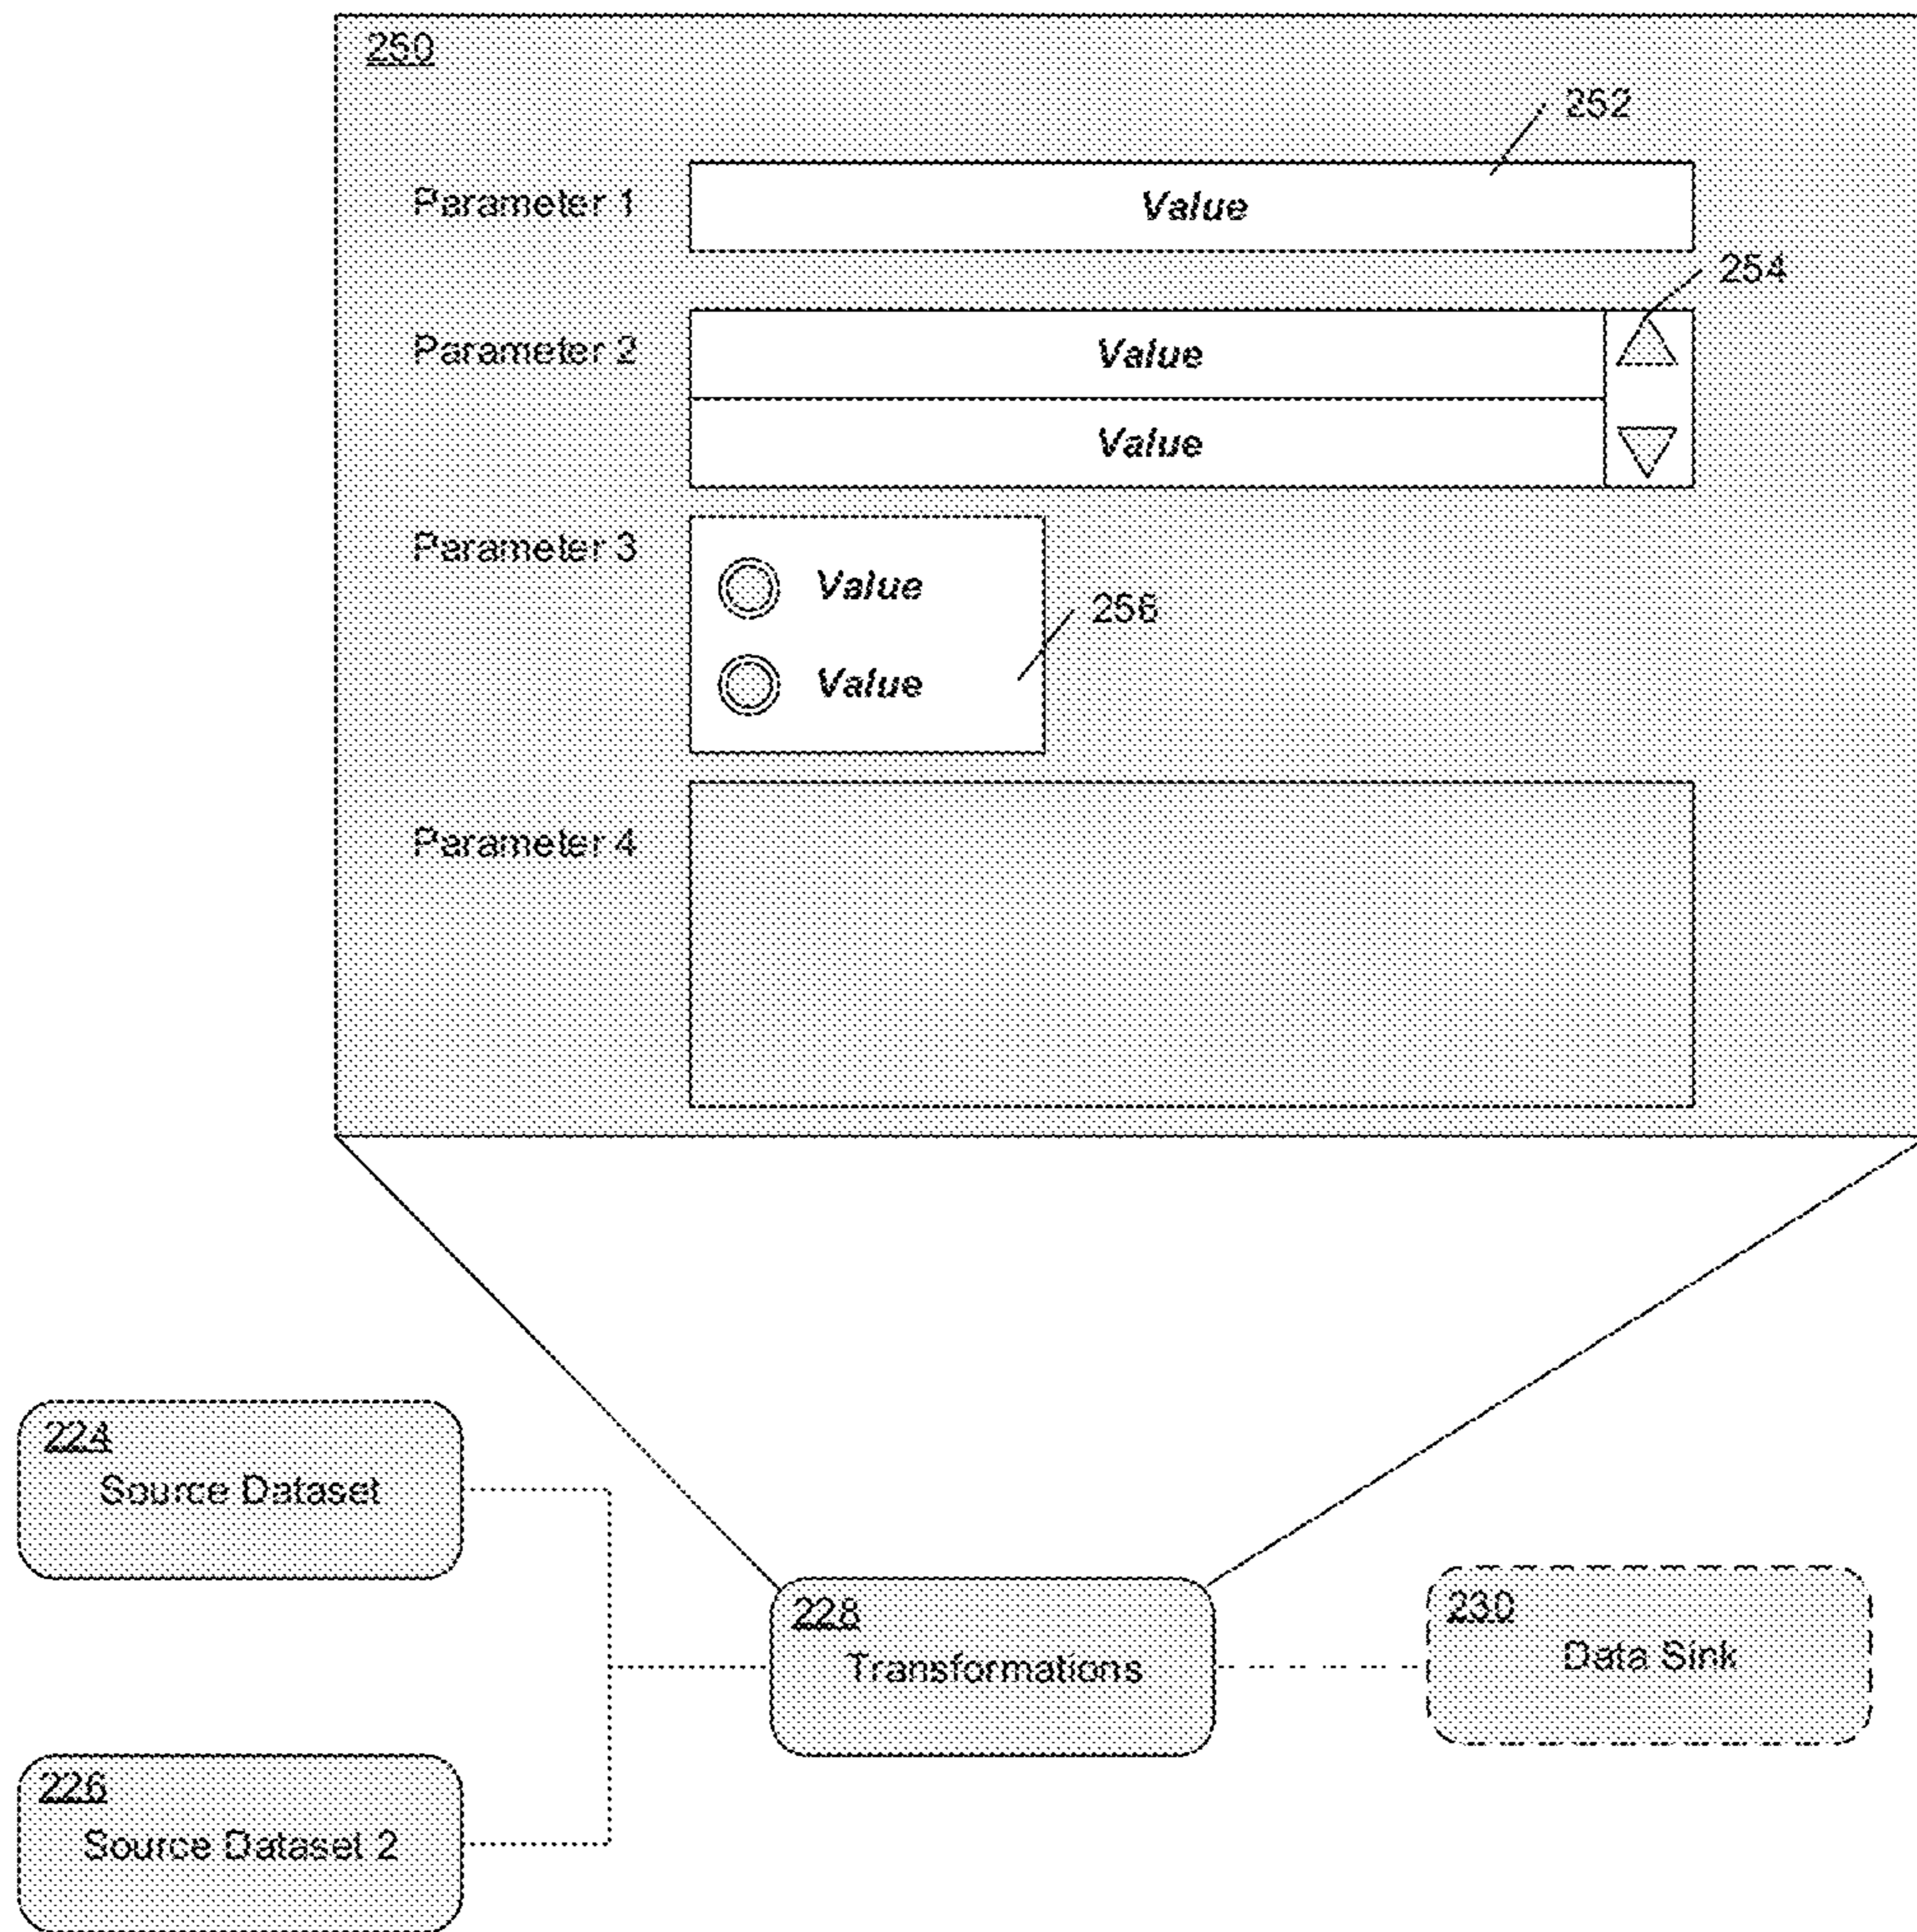 250
252
Parameter 1 Value
254
Parameter 2 Value
Value
Parameter 3
Value
256
Value
Parameter 4
224
Source Dataset
228
Transformations
230
Data Sink
226
Source Dataset 2